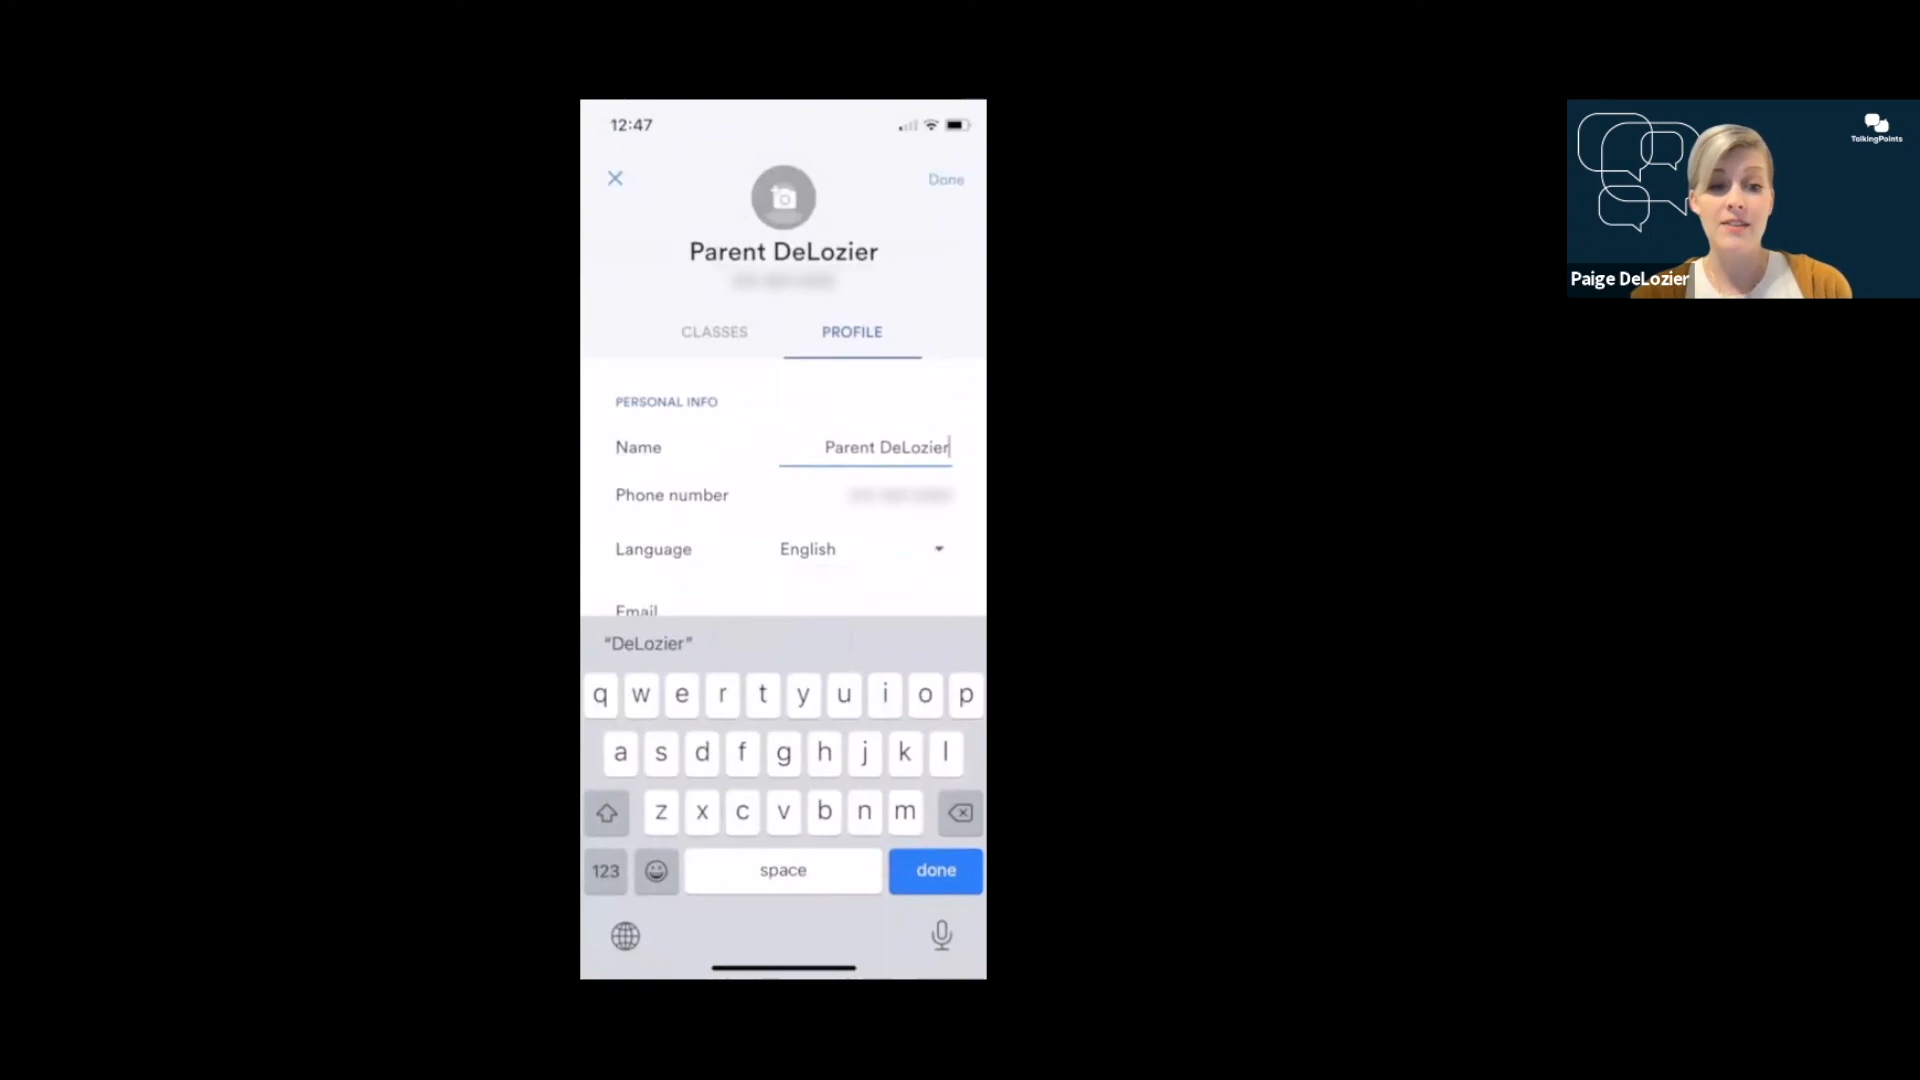 12:47
Done
Parent DeLozier
CLASSES PROFILE
PERSONAL INFO
Name Parent DeLozier
Phone number
Language English
Email
"DeLozier"
q w e r t y u i o p
a s d f g h j k l
z x c v b n m
123 space done
TalkingPoints
Paige DeLozier